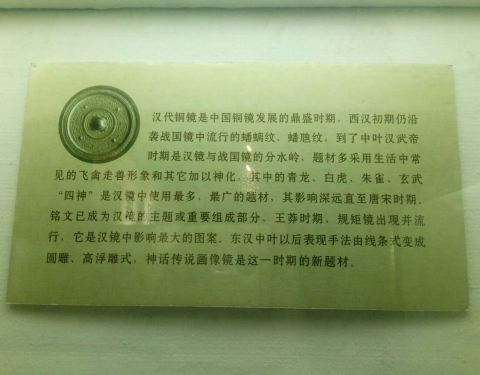 汉代铜镜是中国铜镜发展的鼎盛时期，西汉初期仍沿
袭战国镜中流行的蟠螭纹、蟠虺纹，到了中叶汉武帝
时期是汉镜与战国镜的分水岭，题材多采用生活中常
见的飞禽走兽形象和其它加以神化，其中的青龙、白虎、朱雀、玄武
“四神”是汉镜中使用最多、最广的题材，其影响深远直至唐宋时期．
铭文已成为汉镜的主题或重要组成部分．王莽时期，规矩镜出现并流
行，它是汉镜中影响最大的图案．东汉中叶以后表现手法由线条式变成
圆雕、高浮雕式，神话传说画像镜是这一时期的新题材．